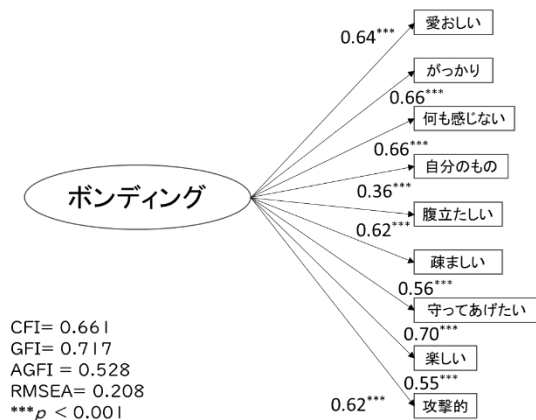 愛おしい
0.64***
がっかり
0.66***
何も感じない
0.66***
自分のもの
0.36***
ボンディング
腹立たしい
0.62***
疎ましい
0.56***
守ってあげたい
0.70***
楽しい
0.55***
0.62***
攻撃的
CFI= 0.661
GFI= 0.717
AGFI = 0.528
RMSEA= 0.208
***p < 0.001